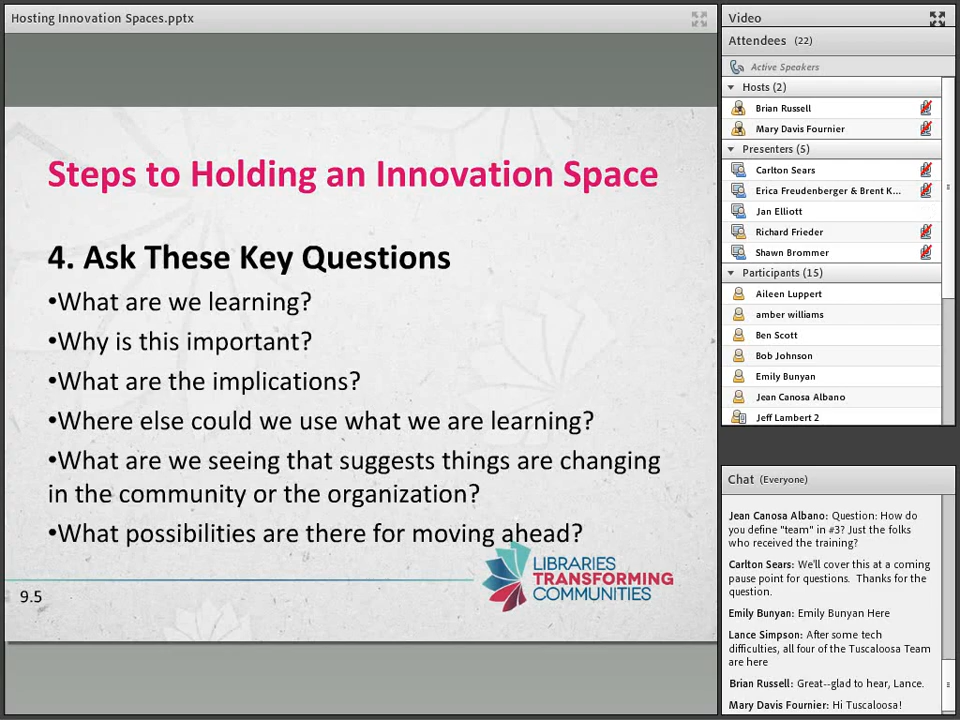 Hosting Innovation Spaces.pptx
Steps to Holding an Innovation Space
4. Ask These Key Questions
•What are we learning?
•Why is this important?
•What are the implications?
•Where else could we use what we are learning?
•What are we seeing that suggests things are changing
in the community or the organization?
•What possibilities are there for moving ahead?
LIBRARIES
TRANSFORMING
COMMUNITIES
9.5
Video
Attendees (22)
Active Speakers
Hosts (2)
Brian Russell
Mary Davis Fournier
Presenters (5)
Carlton Sears
Erica Freudenberger & Brent K...
Jan Elliott
Richard Frieder
Shawn Brommer
Participants (15)
Aileen Luppert
amber williams
Ben Scott
Bob Johnson
Emily Bunyan
Jean Canosa Albano
Jeff Lambert 2
Chat (Everyone)
Jean Canosa Albano: Question: How do
you define "team" in #3? Just the folks
who received the training?
Carlton Sears: We'll cover this at a coming
pause point for questions. Thanks for the
question.
Emily Bunyan: Emily Bunyan Here
Lance Simpson: After some tech
difficulties, all four of the Tuscaloosa Team
are here
Brian Russell: Great--glad to hear, Lance.
Mary Davis Fournier: Hi Tuscaloosa!